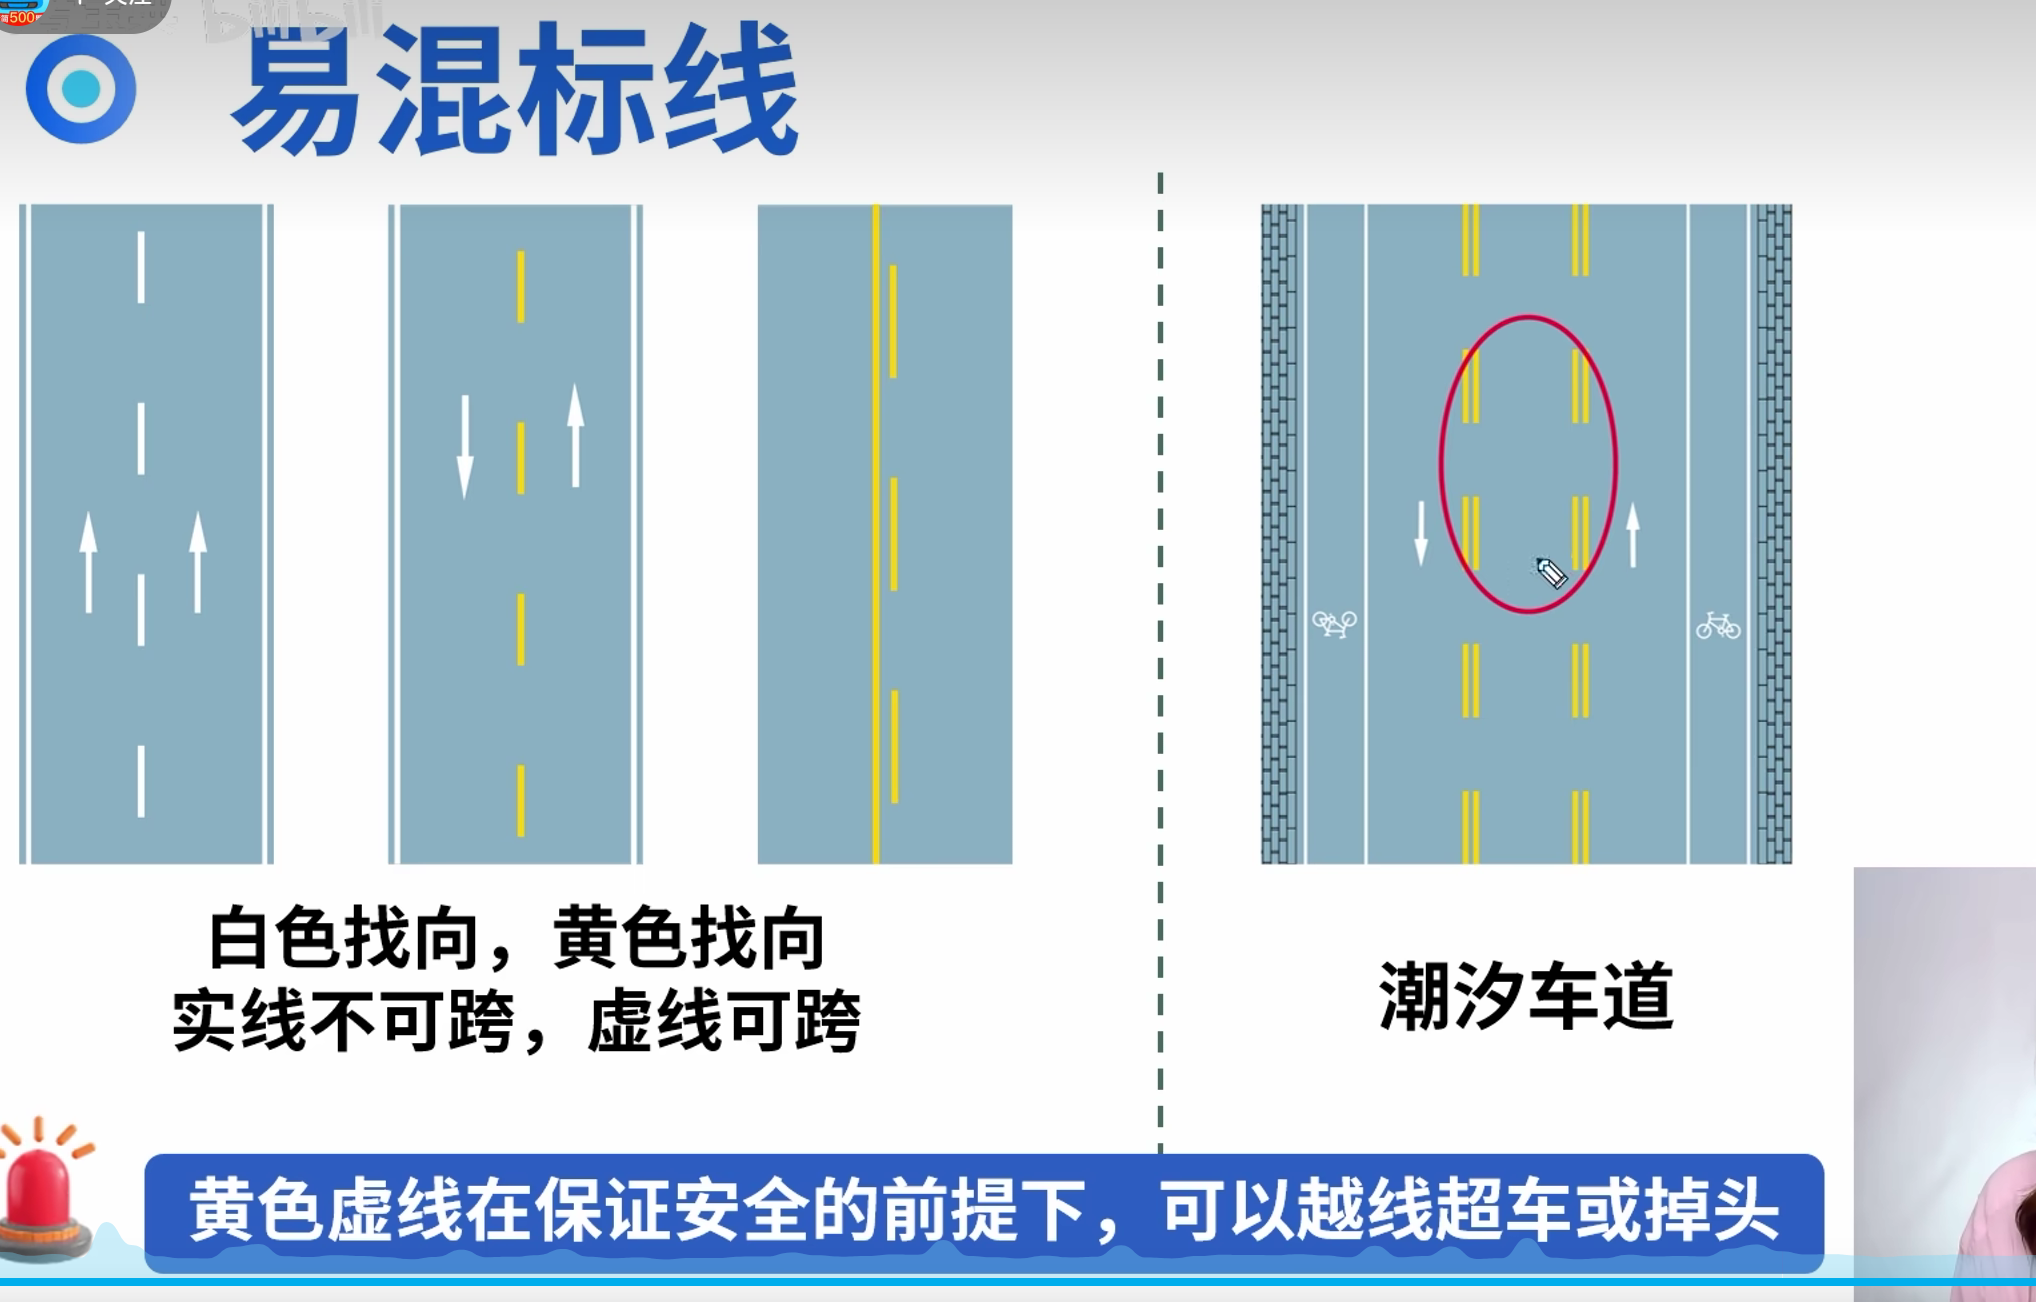 500
bilibili
易混标线
白色找向，黄色找向
实线不可跨，虚线可跨
潮汐车道
黄色虚线在保证安全的前提下，可以越线超车或掉头